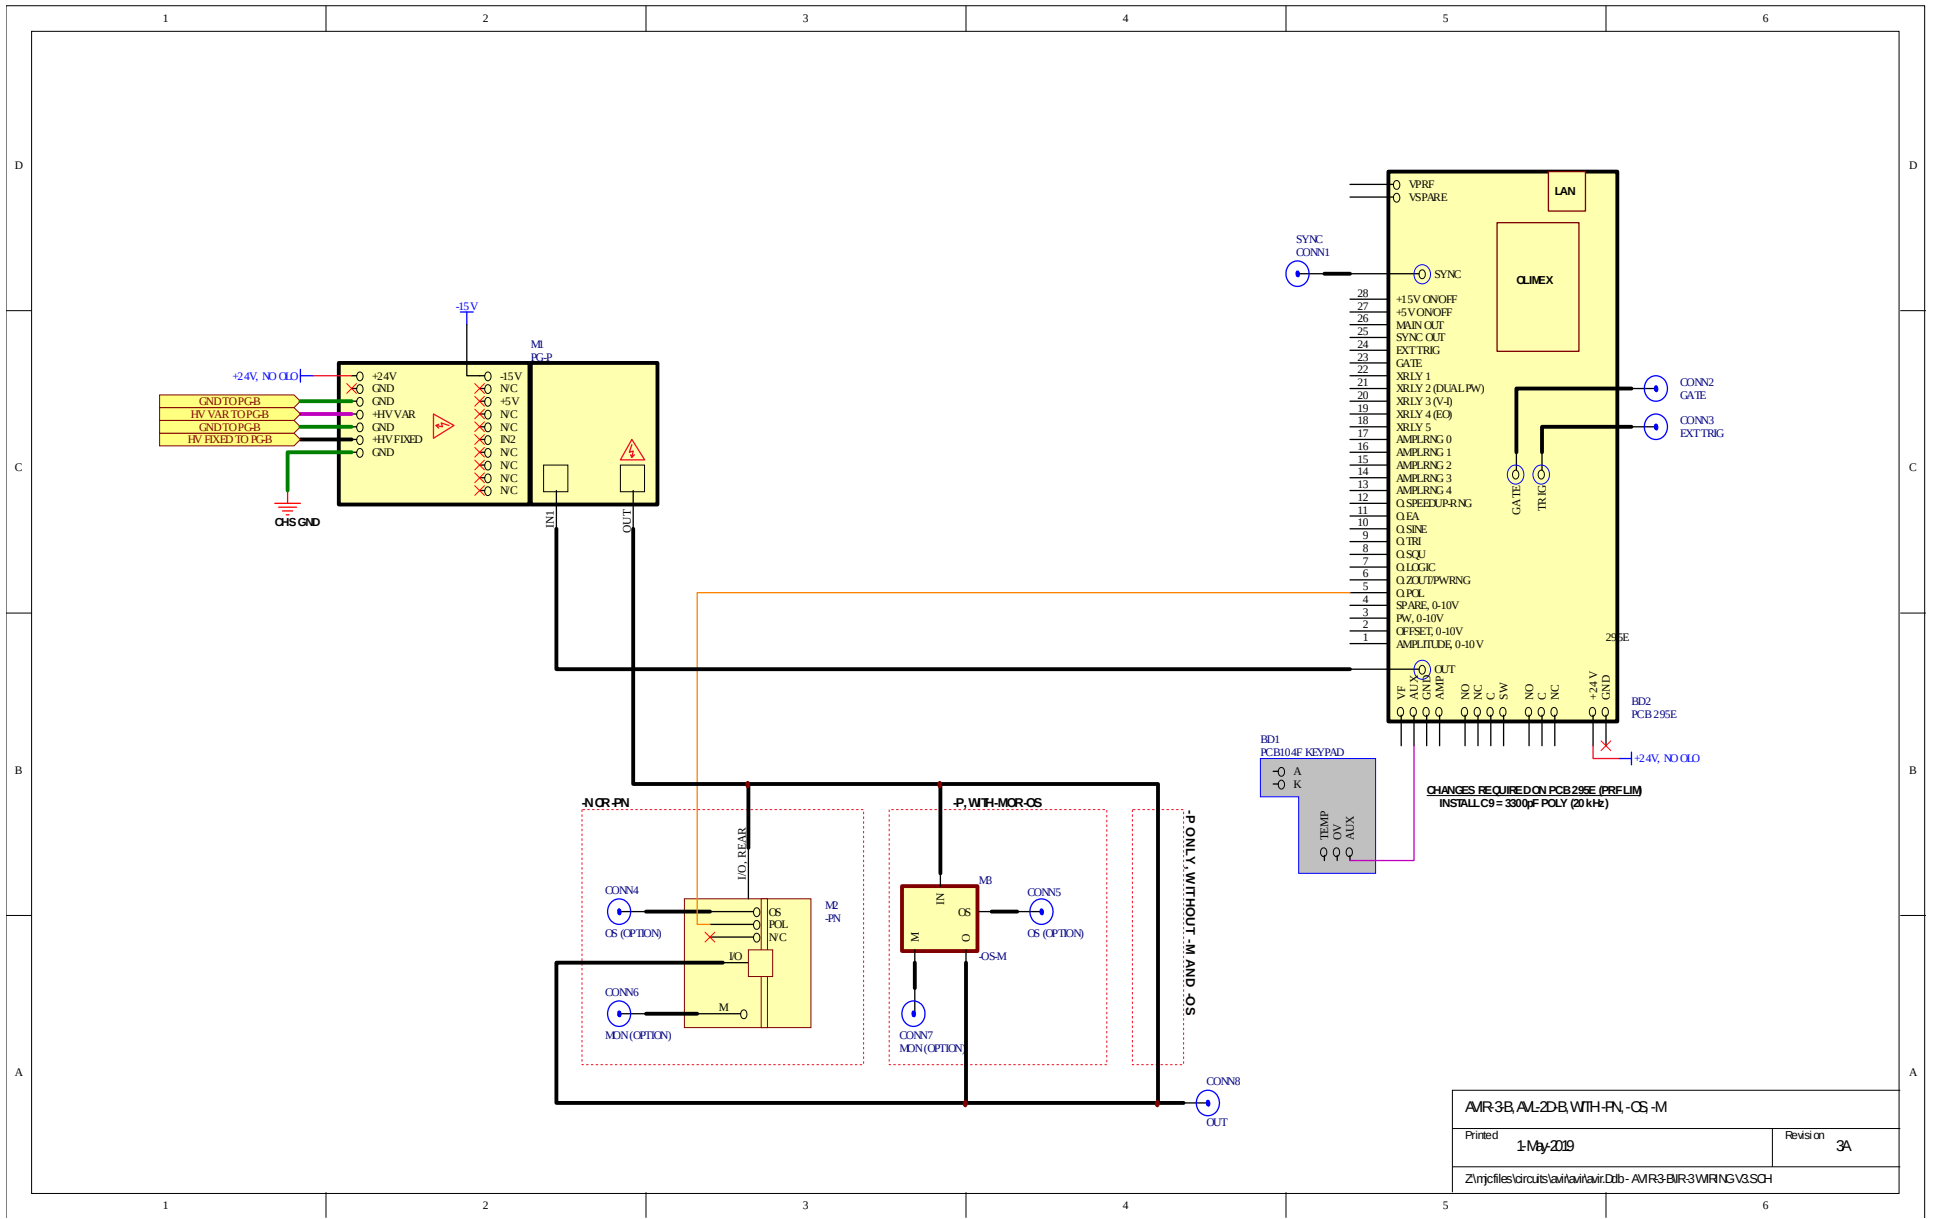 1 2 3 4 5 6
D
D
C
C
B
B
A
A
1 2 3 4 5 6
-15V
M1
PG-P
+24V, NO OLO
GND TO PG-B
HV VAR TO PG-B
GND TO PG-B
HV FIXED TO PG-B
CHS GND
+24V
GND
GND
+HV VAR
GND
+HV FIXED
GND
-15V
N/C
+5V
N/C
N/C
IN2
N/C
N/C
N/C
N/C
IN1
OUT
VPRF
VSPARE
LAN
OLIMEX
SYNC
CONN1
SYNC
28 +15V ON/OFF
27 +5V ON/OFF
26 MAIN OUT
25 SYNC OUT
24 EXT TRIG
23 GATE
22 XRLY 1
21 XRLY 2 (DUAL PW)
20 XRLY 3 (V-I)
19 XRLY 4 (EO)
18 XRLY 5
17 AMPLRNG 0
16 AMPLRNG 1
15 AMPLRNG 2
14 AMPLRNG 3
13 AMPLRNG 4
12 O.SPEEDUP-RNG
11 O.EA
10 O.SINE
9 O.TRI
8 O.SQU
7 O.LOGIC
6 O.ZOUT/PWRNG
5 O.POL
4 SPARE, 0-10V
3 PW, 0-10V
2 OFFSET, 0-10V
1 AMPLITUDE, 0-10V
OUT
CONN2
GATE
CONN3
EXT TRIG
GATE
TRIG
295E
VF
AUX
GND
AMP
NO
NC
C
SW
NO
C
NC
+24V
GND
BD2
PCB 295E
+24V, NO OLO
BD1
PCB104F KEYPAD
A
K
TEMP
OV
AUX
CHANGES REQUIRED ON PCB 295E (PRF LIM)
INSTALL C9 = 3300pF POLY (20 kHz)
-N OR -PN
-P, WITH -M OR -OS
-P ONLY, WITHOUT -M AND -OS
I/O, REAR
CONN4
OS (OPTION)
CONN6
MON (OPTION)
OS
POL
N/C
I/O
M
M2
-PN
M3
IN
OS
M
O
-OS-M
CONN5
OS (OPTION)
CONN7
MON (OPTION)
CONN8
OUT
AVIR-3-B, AVL-2D-B, WITH -PN, -OS, -M
Printed 1-May-2019
Revision 3A
Z:\mjcfiles\circuits\avir\avir\avir.Ddb - AVIR-3-B\IR-3 WIRING V3.SCH